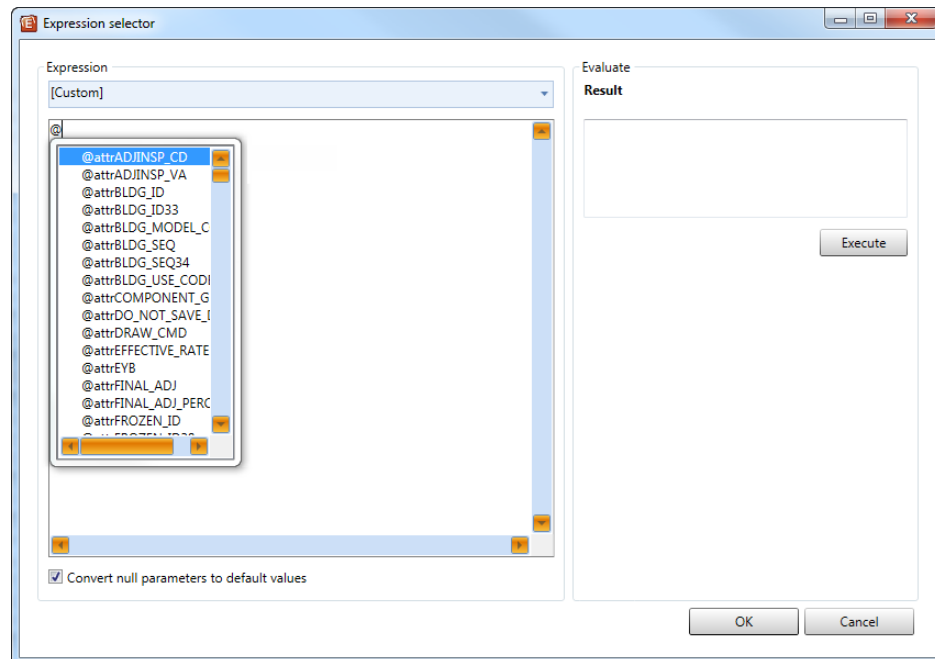 Expression selector
Expression
[Custom]
@
@attrADJINSP_CD
@attrADJINSP_VA
@attrBLDG_ID
@attrBLDG_ID33
@attrBLDG_MODEL_C
@attrBLDG_SEQ
@attrBLDG_SEQ34
@attrBLDG_USE_CODI
@attrCOMPONENT_G
@attrDO_NOT_SAVE_I
@attrDRAW_CMD
@attrEFFECTIVE_RATE
@attrEYB
@attrFINAL_ADJ
@attrFINAL_ADJ_PERC
@attrFROZEN_ID
Convert null parameters to default values
Evaluate
Result
Execute
OK
Cancel